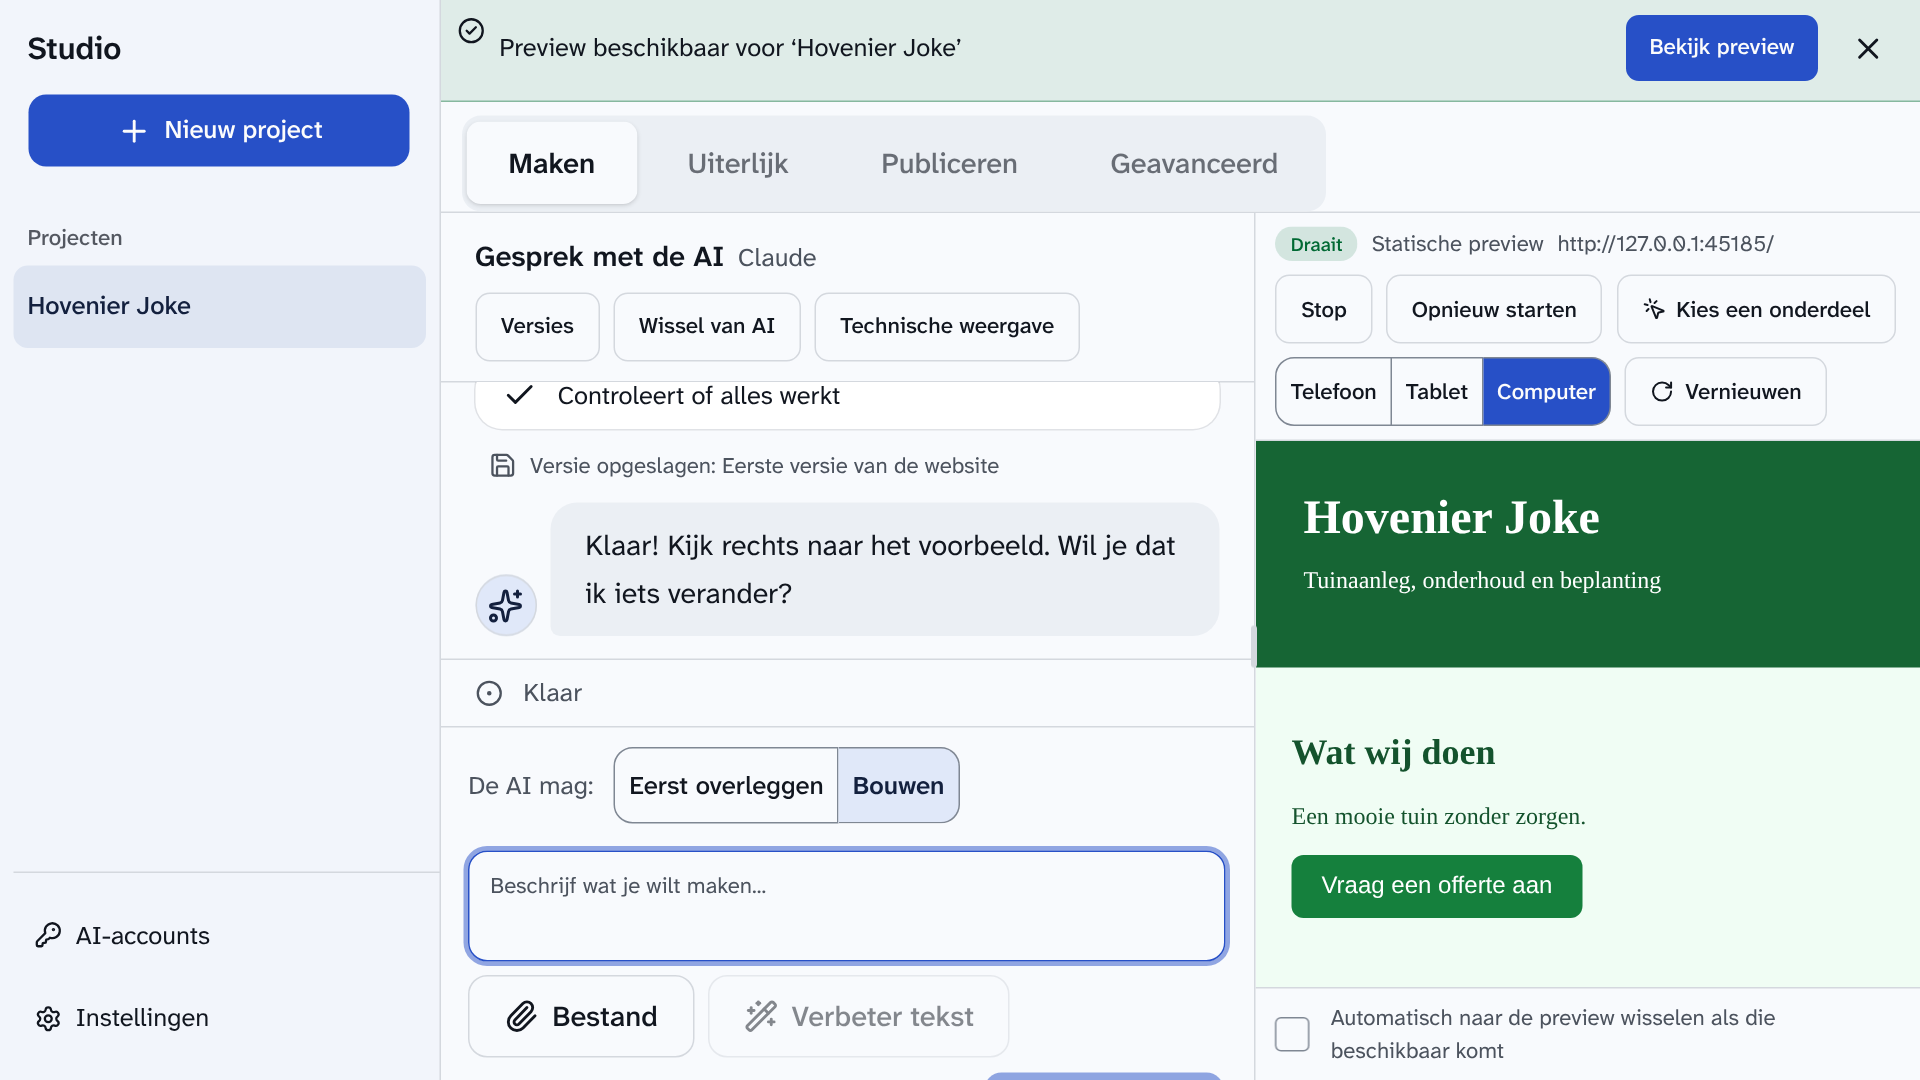 Studio
Nieuw project
Projecten
Hovenier Joke
AI-accounts
Instellingen
Preview beschikbaar voor ‘Hovenier Joke’
Bekijk preview
Maken
Uiterlijk
Publiceren
Geavanceerd
Gesprek met de AI Claude
Versies
Wissel van AI
Technische weergave
Controleert of alles werkt
Versie opgeslagen: Eerste versie van de website
Klaar! Kijk rechts naar het voorbeeld. Wil je dat
ik iets verander?
Klaar
De AI mag:
Eerst overleggen
Bouwen
Beschrijf wat je wilt maken...
Bestand
Verbeter tekst
Draait
Statische preview
http://127.0.0.1:45185/
Stop
Opnieuw starten
Kies een onderdeel
Telefoon
Tablet
Computer
Vernieuwen
Hovenier Joke
Tuinaanleg, onderhoud en beplanting
Wat wij doen
Een mooie tuin zonder zorgen.
Vraag een offerte aan
Automatisch naar de preview wisselen als die
beschikbaar komt